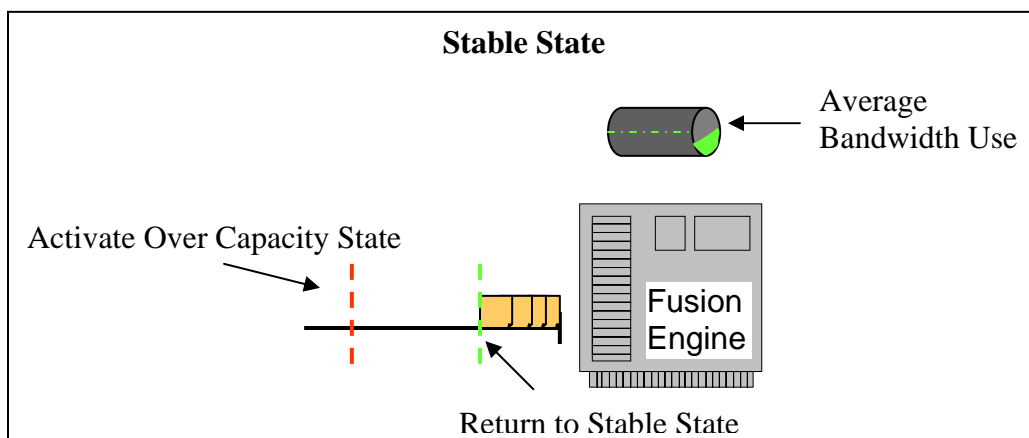 Stable State
Average
Bandwidth Use
Activate Over Capacity State
Fusion
Engine
Return to Stable State